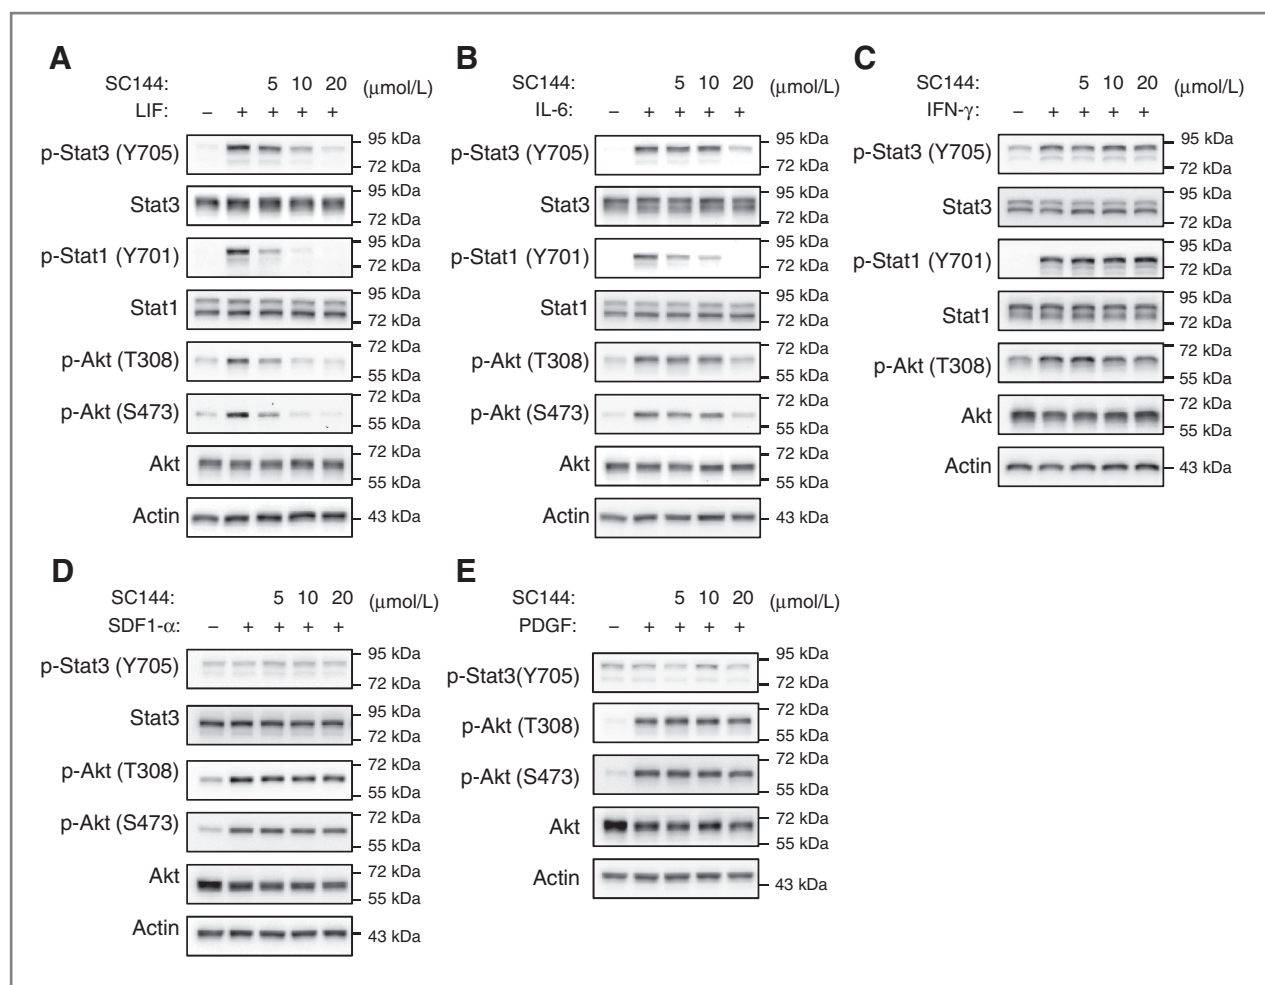 A
SC144: 5 10 20 (μmol/L)
LIF: – + + + +
p-Stat3 (Y705) 95 kDa
72 kDa
Stat3 95 kDa
72 kDa
p-Stat1 (Y701) 95 kDa
72 kDa
Stat1 95 kDa
72 kDa
p-Akt (T308) 72 kDa
55 kDa
p-Akt (S473) 72 kDa
55 kDa
Akt 72 kDa
55 kDa
Actin 43 kDa
B
SC144: 5 10 20 (μmol/L)
IL-6: – + + + +
p-Stat3 (Y705) 95 kDa
72 kDa
Stat3 95 kDa
72 kDa
p-Stat1 (Y701) 95 kDa
72 kDa
Stat1 95 kDa
72 kDa
p-Akt (T308) 72 kDa
55 kDa
p-Akt (S473) 72 kDa
55 kDa
Akt 72 kDa
55 kDa
Actin 43 kDa
C
SC144: 5 10 20 (μmol/L)
IFN-γ: – + + + +
p-Stat3 (Y705) 95 kDa
72 kDa
Stat3 95 kDa
72 kDa
p-Stat1 (Y701) 95 kDa
72 kDa
Stat1 95 kDa
72 kDa
p-Akt (T308) 72 kDa
55 kDa
Akt 72 kDa
55 kDa
Actin 43 kDa
D
SC144: 5 10 20 (μmol/L)
SDF1-α: – + + + +
p-Stat3 (Y705) 95 kDa
72 kDa
Stat3 95 kDa
72 kDa
p-Akt (T308) 72 kDa
55 kDa
p-Akt (S473) 72 kDa
55 kDa
Akt 72 kDa
55 kDa
Actin 43 kDa
E
SC144: 5 10 20 (μmol/L)
PDGF: – + + + +
p-Stat3(Y705) 95 kDa
72 kDa
p-Akt (T308) 72 kDa
55 kDa
p-Akt (S473) 72 kDa
55 kDa
Akt 72 kDa
55 kDa
Actin 43 kDa